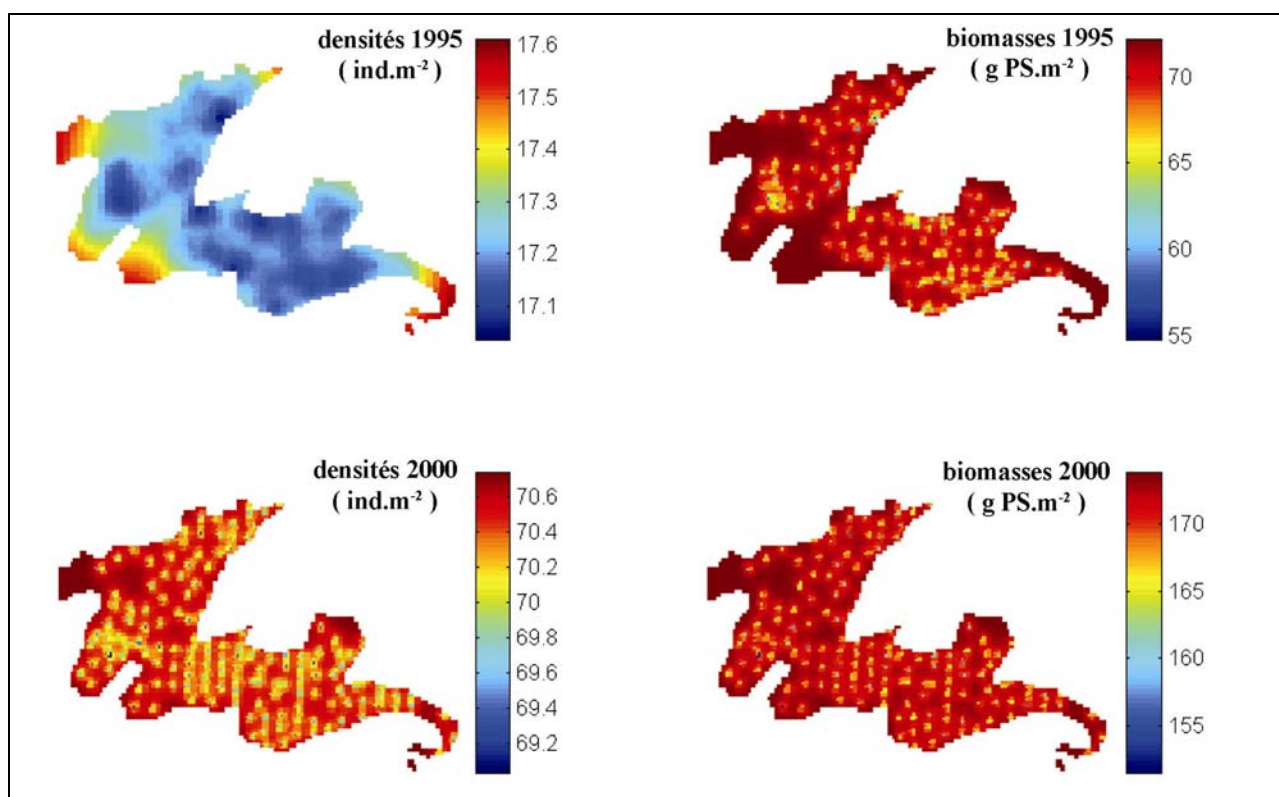 densités 1995
( ind.m⁻² )
17.6
17.5
17.4
17.3
17.2
17.1
biomasses 1995
( g PS.m⁻² )
70
65
60
55
densités 2000
( ind.m⁻² )
70.6
70.4
70.2
70
69.8
69.6
69.4
69.2
biomasses 2000
( g PS.m⁻² )
170
165
160
155